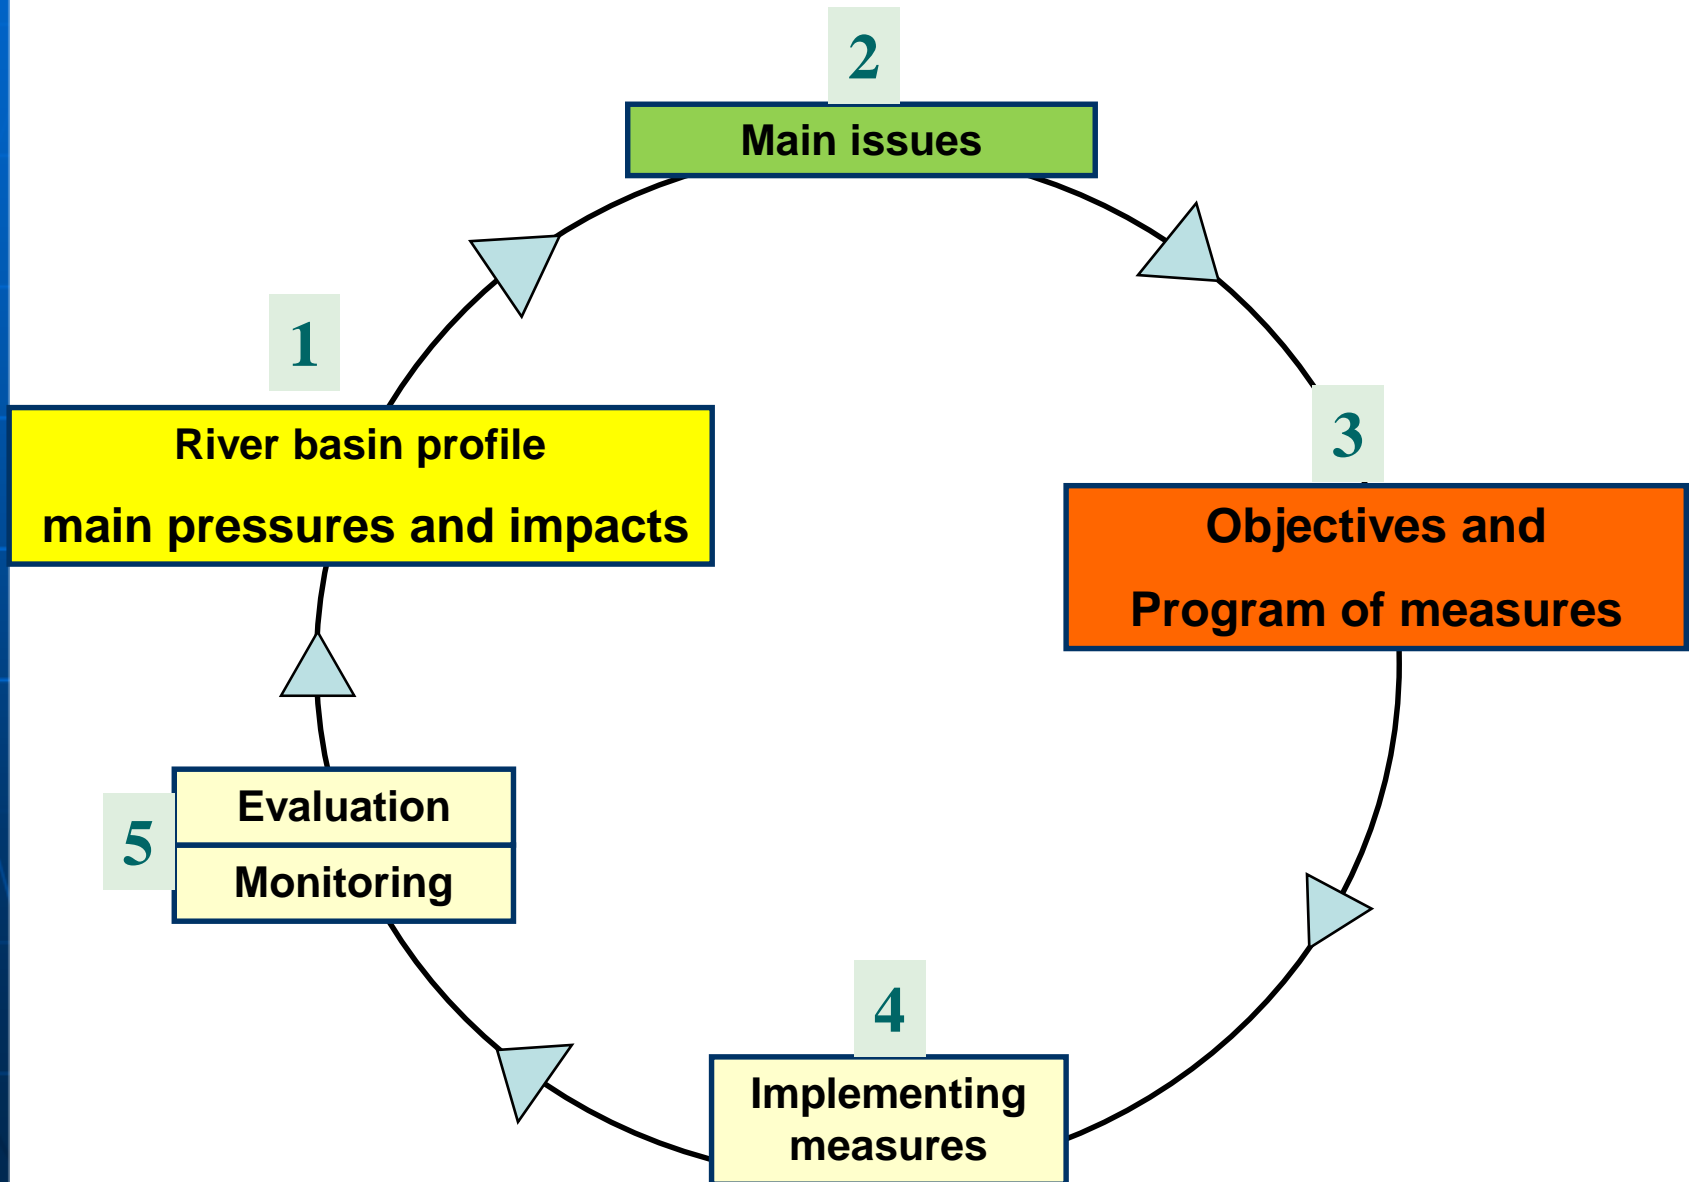 2
Main issues
1
River basin profile
main pressures and impacts
3
Objectives and
Program of measures
5
Evaluation
Monitoring
4
Implementing
measures